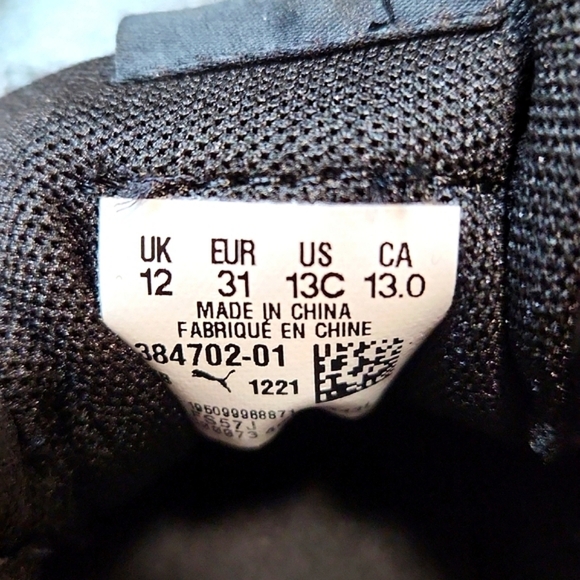 UK EUR US CA
12 31 13C 13.0
MADE IN CHINA
FABRIQUÉ EN CHINE
384702-01
1221